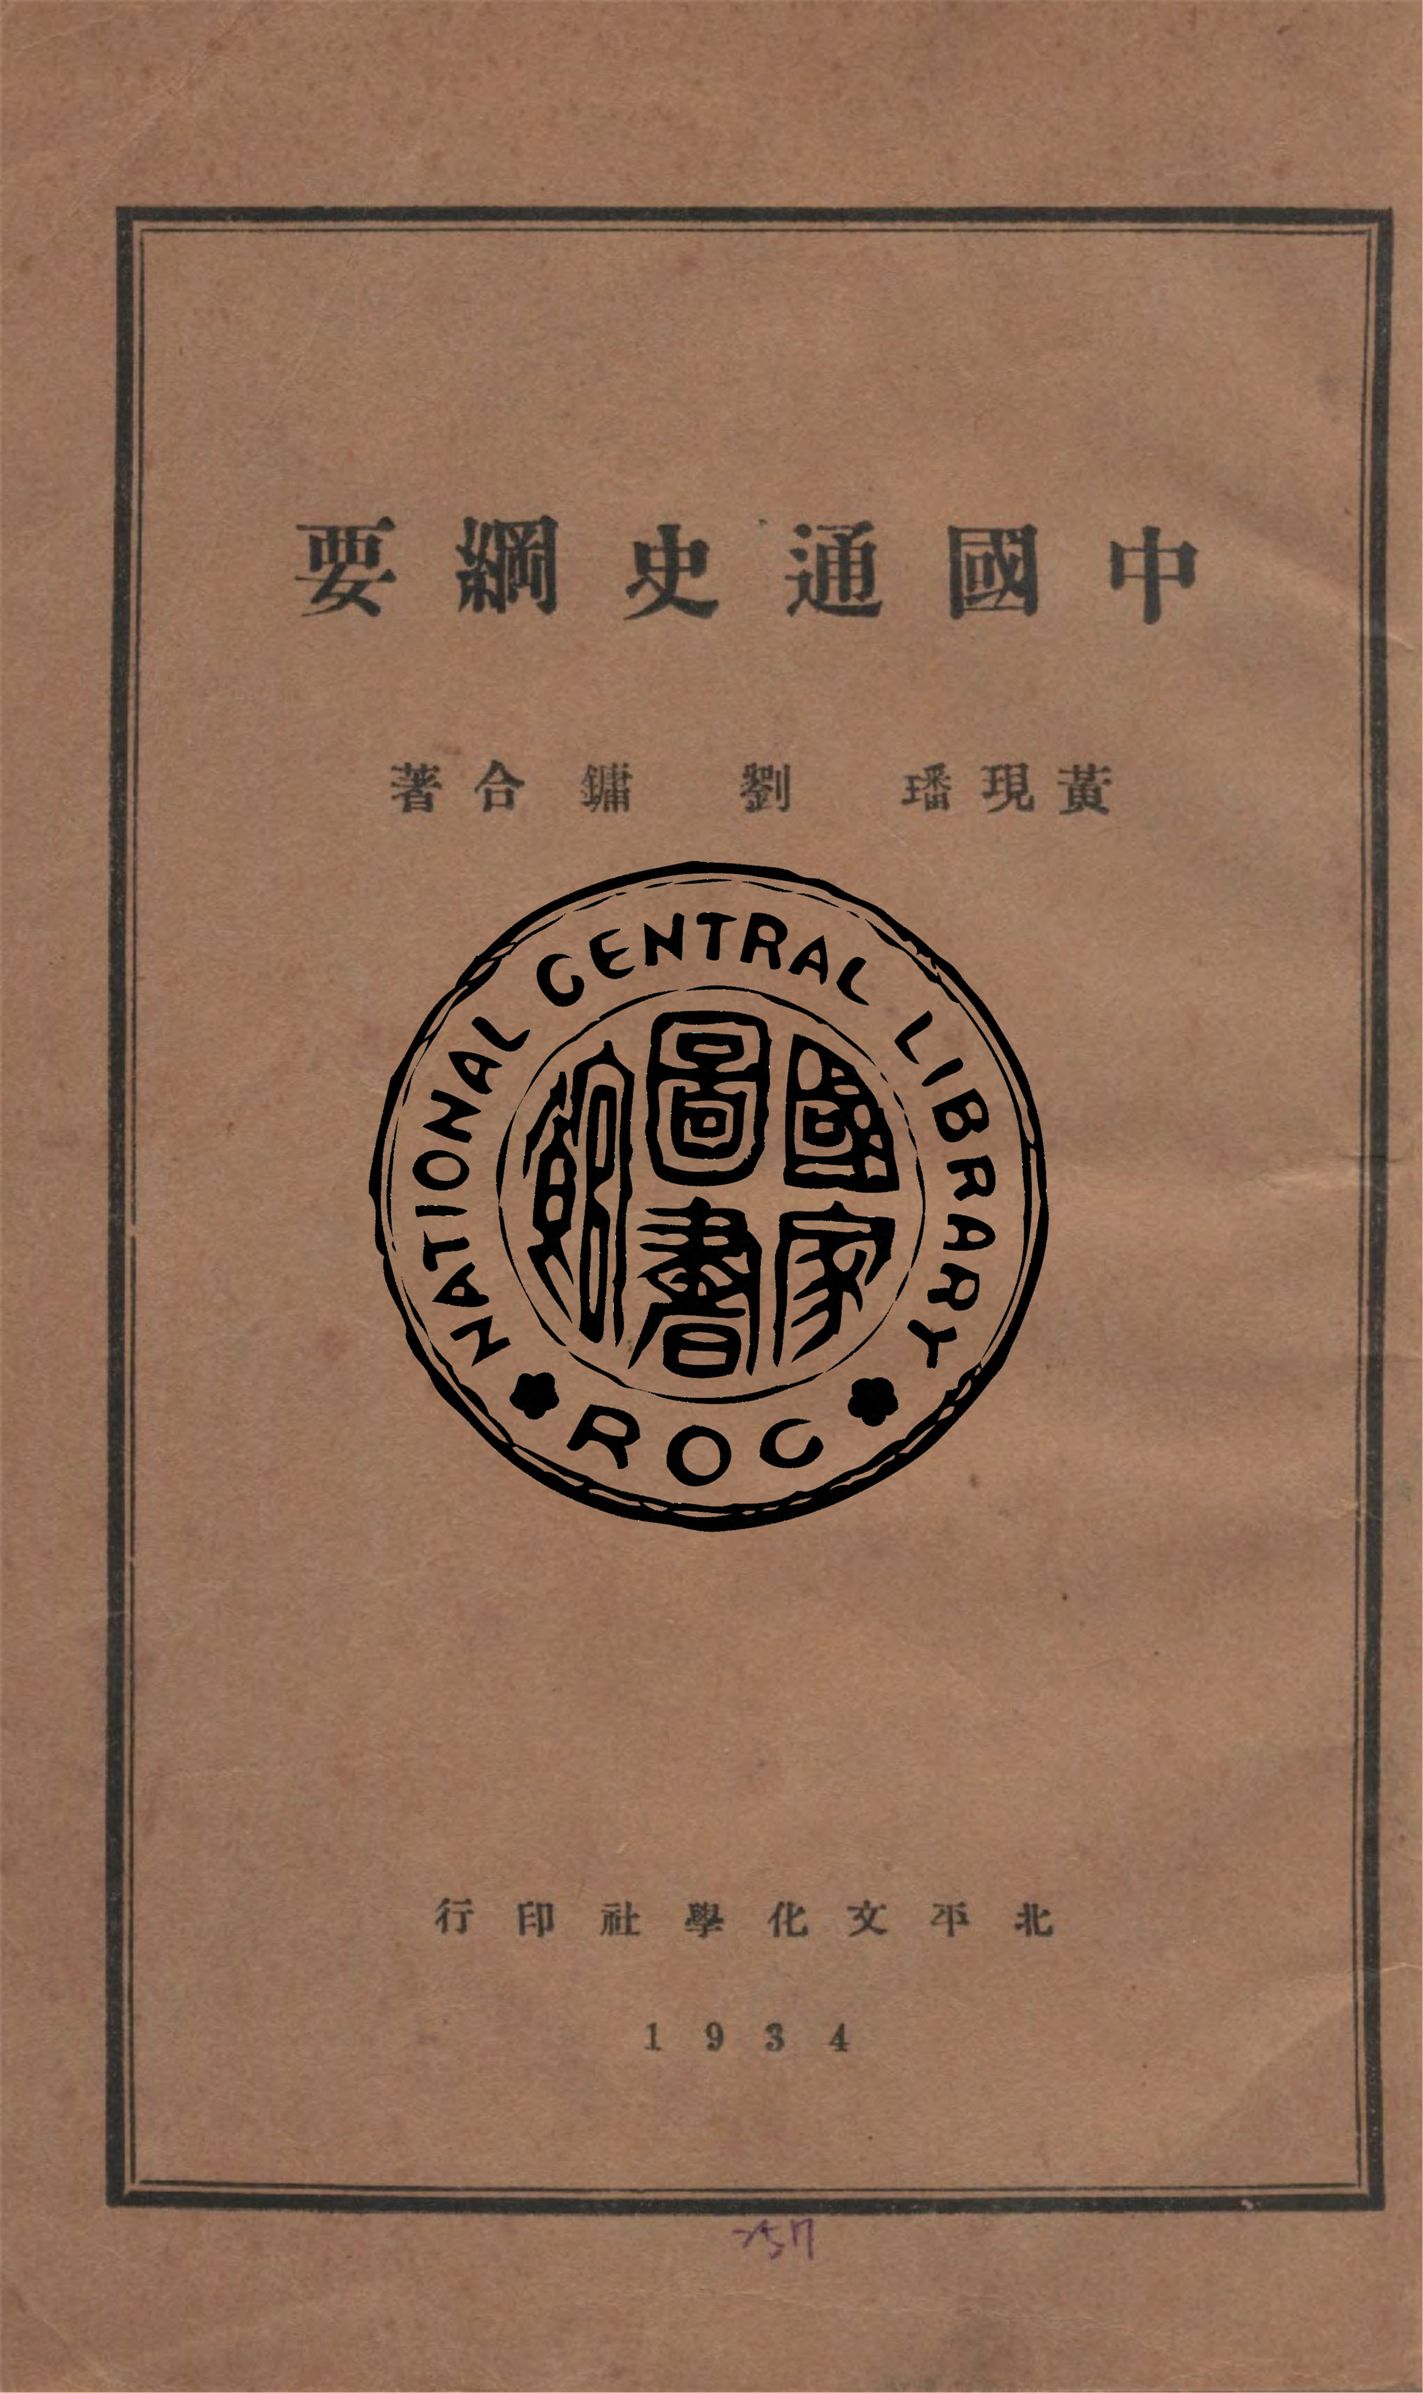 中國通史綱要
黃現璠 劉鏞合著
NATIONAL CENTRAL LIBRARY
國家圖書館
ROC
北平文化學社印行
1934